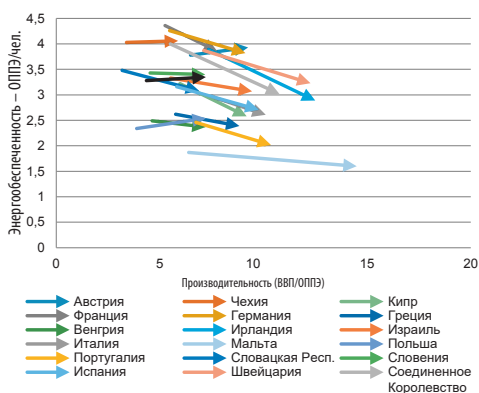 Энергообеспеченность – ОППЭ/чел.
4,5
4
3,5
3
2,5
2
1,5
1
0,5
0
0 5 10 15 20
Производительность (ВВП/ОППЭ)
Австрия Чехия Кипр
Франция Германия Греция
Венгрия Ирландия Израиль
Италия Мальта Польша
Португалия Словацкая Респ. Словения
Испания Швейцария Соединенное
Королевство